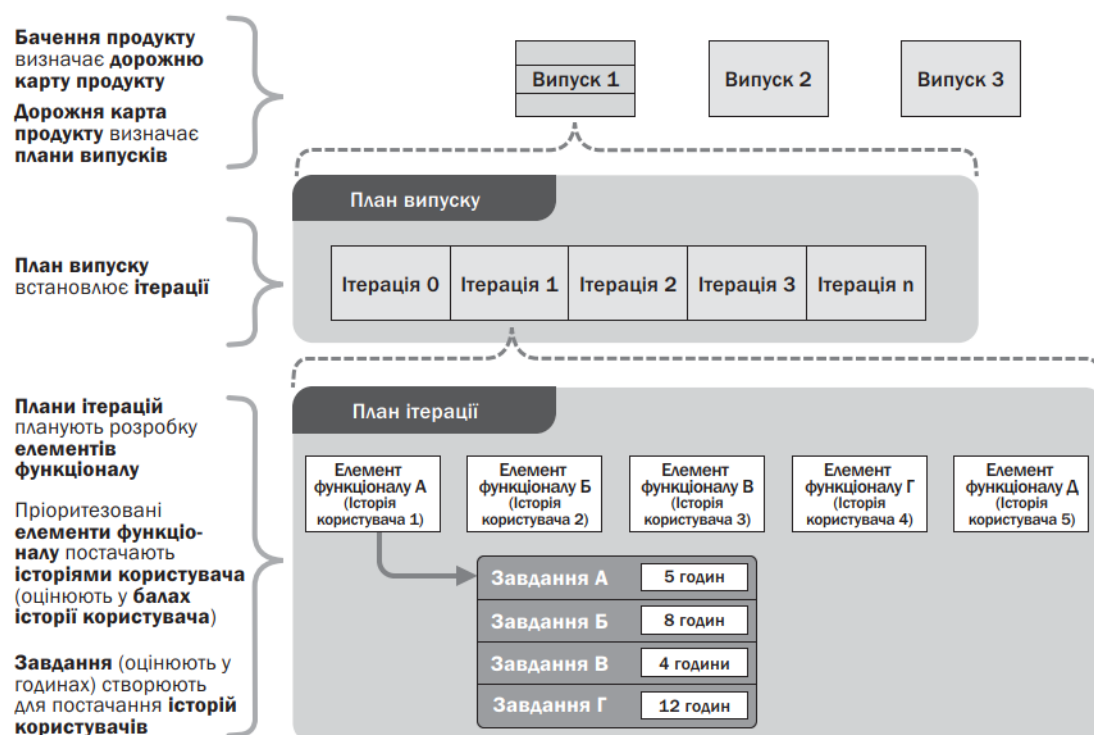 Бачення продукту
визначає дорожню
карту продукту
Дорожня карта
продукту визначає
плани випусків
Випуск 1
Випуск 2
Випуск 3
План випуску
План випуску
встановлює ітерації
Ітерація 0
Ітерація 1
Ітерація 2
Ітерація 3
Ітерація n
Плани ітерацій
планують розробку
елементів
функціоналу
Пріоритезовані
елементи функціо-
налу постачають
історіями користувача
(оцінюють у балах
історії користувача)
Завдання (оцінюють у
годинах) створюють
для постачання історій
користувачів
План ітерації
Елемент
функціоналу А
(Історія
користувача 1)
Елемент
функціоналу Б
(Історія
користувача 2)
Елемент
функціоналу В
(Історія
користувача 3)
Елемент
функціоналу Г
(Історія
користувача 4)
Елемент
функціоналу Д
(Історія
користувача 5)
Завдання А 5 годин
Завдання Б 8 годин
Завдання В 4 години
Завдання Г 12 годин